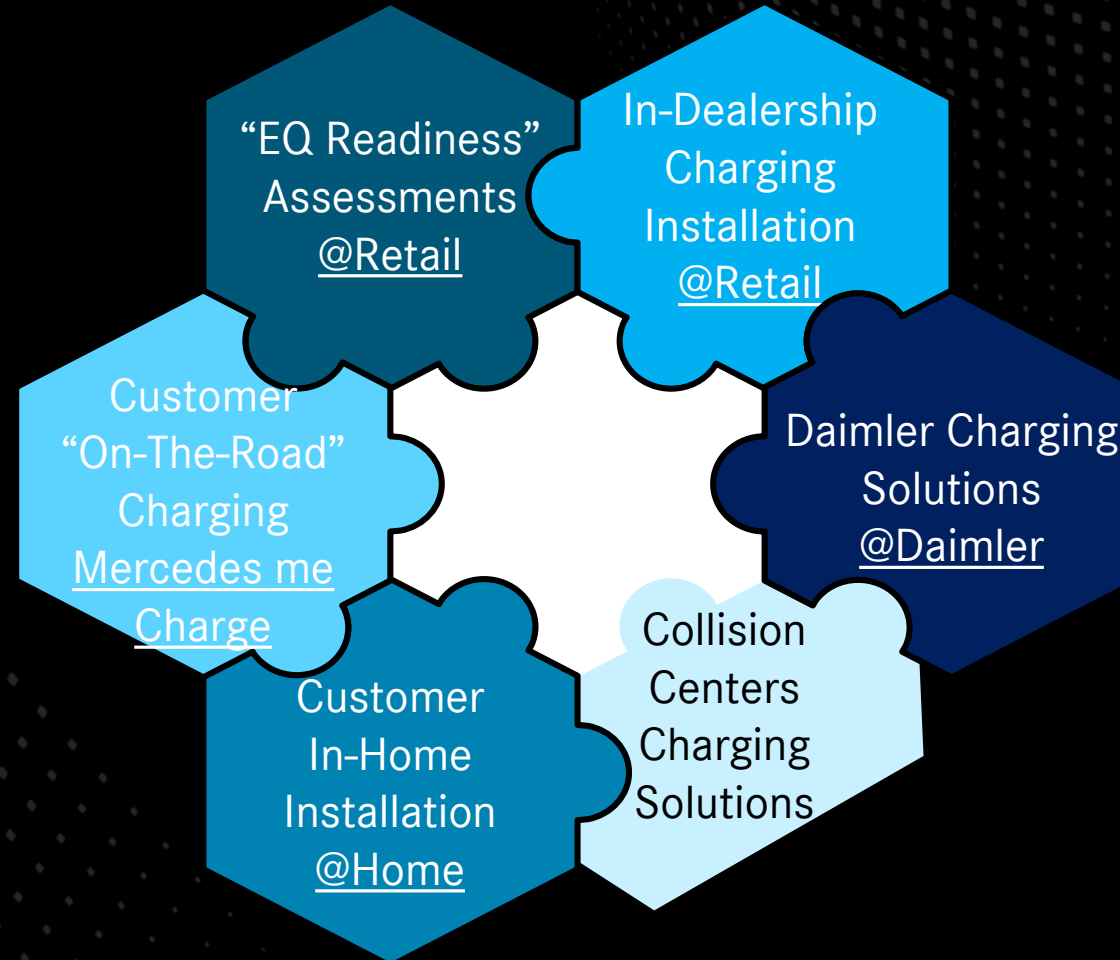 “EQ Readiness”
Assessments
@Retail
In-Dealership
Charging
Installation
@Retail
Daimler Charging
Solutions
@Daimler
Collision
Centers
Charging
Solutions
Customer
In-Home
Installation
@Home
Customer
“On-The-Road”
Charging
Mercedes me
Charge